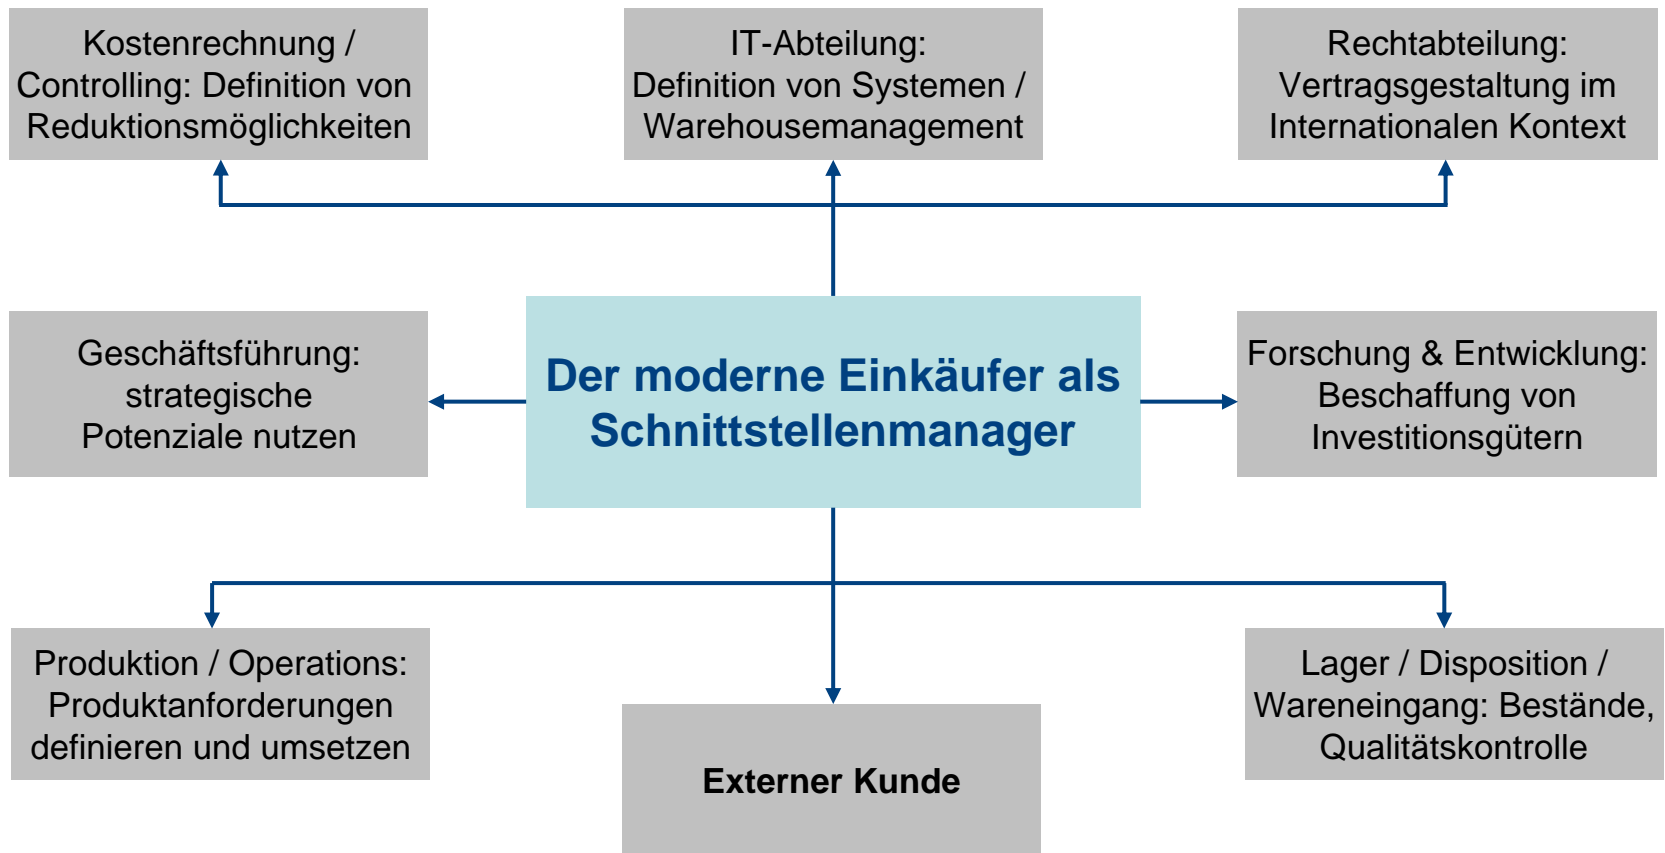 Kostenrechnung /
Controlling: Definition von
Reduktionsmöglichkeiten
IT-Abteilung:
Definition von Systemen /
Warehousemanagement
Rechtabteilung:
Vertragsgestaltung im
Internationalen Kontext
Geschäftsführung:
strategische
Potenziale nutzen
Der moderne Einkäufer als
Schnittstellenmanager
Forschung & Entwicklung:
Beschaffung von
Investitionsgütern
Produktion / Operations:
Produktanforderungen
definieren und umsetzen
Externer Kunde
Lager / Disposition /
Wareneingang: Bestände,
Qualitätskontrolle